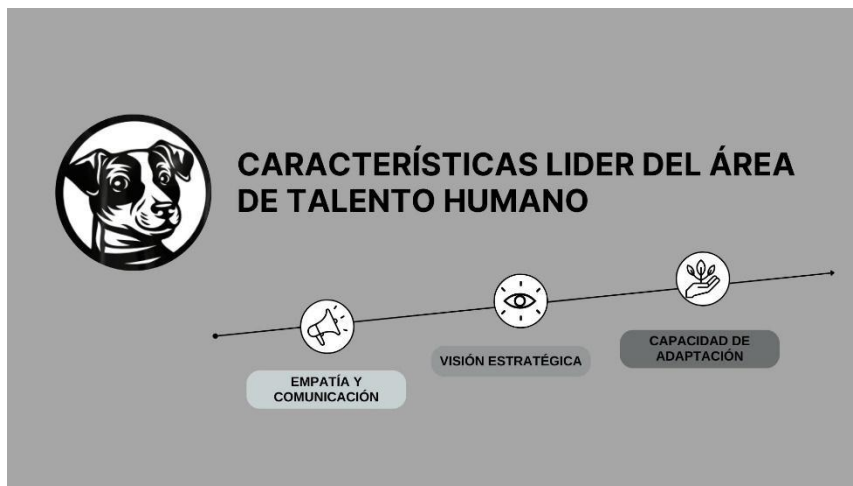 CARACTERÍSTICAS LIDER DEL ÁREA
DE TALENTO HUMANO
EMPATÍA Y
COMUNICACIÓN
VISIÓN ESTRATÉGICA
CAPACIDAD DE
ADAPTACIÓN